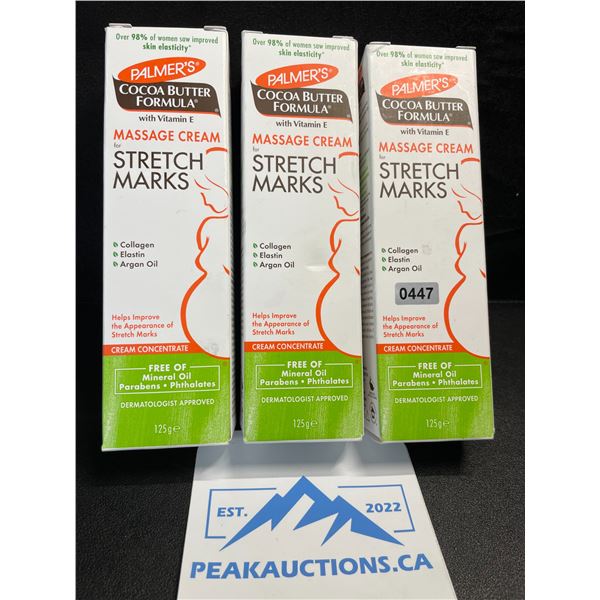 Over 98% of women saw improved
skin elasticity*
PALMER'S®
COCOA BUTTER
FORMULA®
with Vitamin E
MASSAGE CREAM
for
STRETCH
MARKS
Collagen
Elastin
Argan Oil
Helps Improve
the Appearance of
Stretch Marks
CREAM CONCENTRATE
FREE OF
Mineral Oil
Parabens • Phthalates
DERMATOLOGIST APPROVED
125g℮
Over 98% of women saw improved
skin elasticity*
PALMER'S®
COCOA BUTTER
FORMULA®
with Vitamin E
MASSAGE CREAM
for
STRETCH
MARKS
Collagen
Elastin
Argan Oil
Helps Improve
the Appearance of
Stretch Marks
CREAM CONCENTRATE
FREE OF
Mineral Oil
Parabens • Phthalates
DERMATOLOGIST APPROVED
125g℮
Over 98% of women saw improved
skin elasticity*
PALMER'S®
COCOA BUTTER
FORMULA®
with Vitamin E
MASSAGE CREAM
for
STRETCH
MARKS
Collagen
Elastin
Argan Oil
0447
Helps Improve
the Appearance of
Stretch Marks
CREAM CONCENTRATE
FREE OF
Mineral Oil
Parabens • Phthalates
DERMATOLOGIST APPROVED
125g℮
EST. 2022
PEAKAUCTIONS.CA